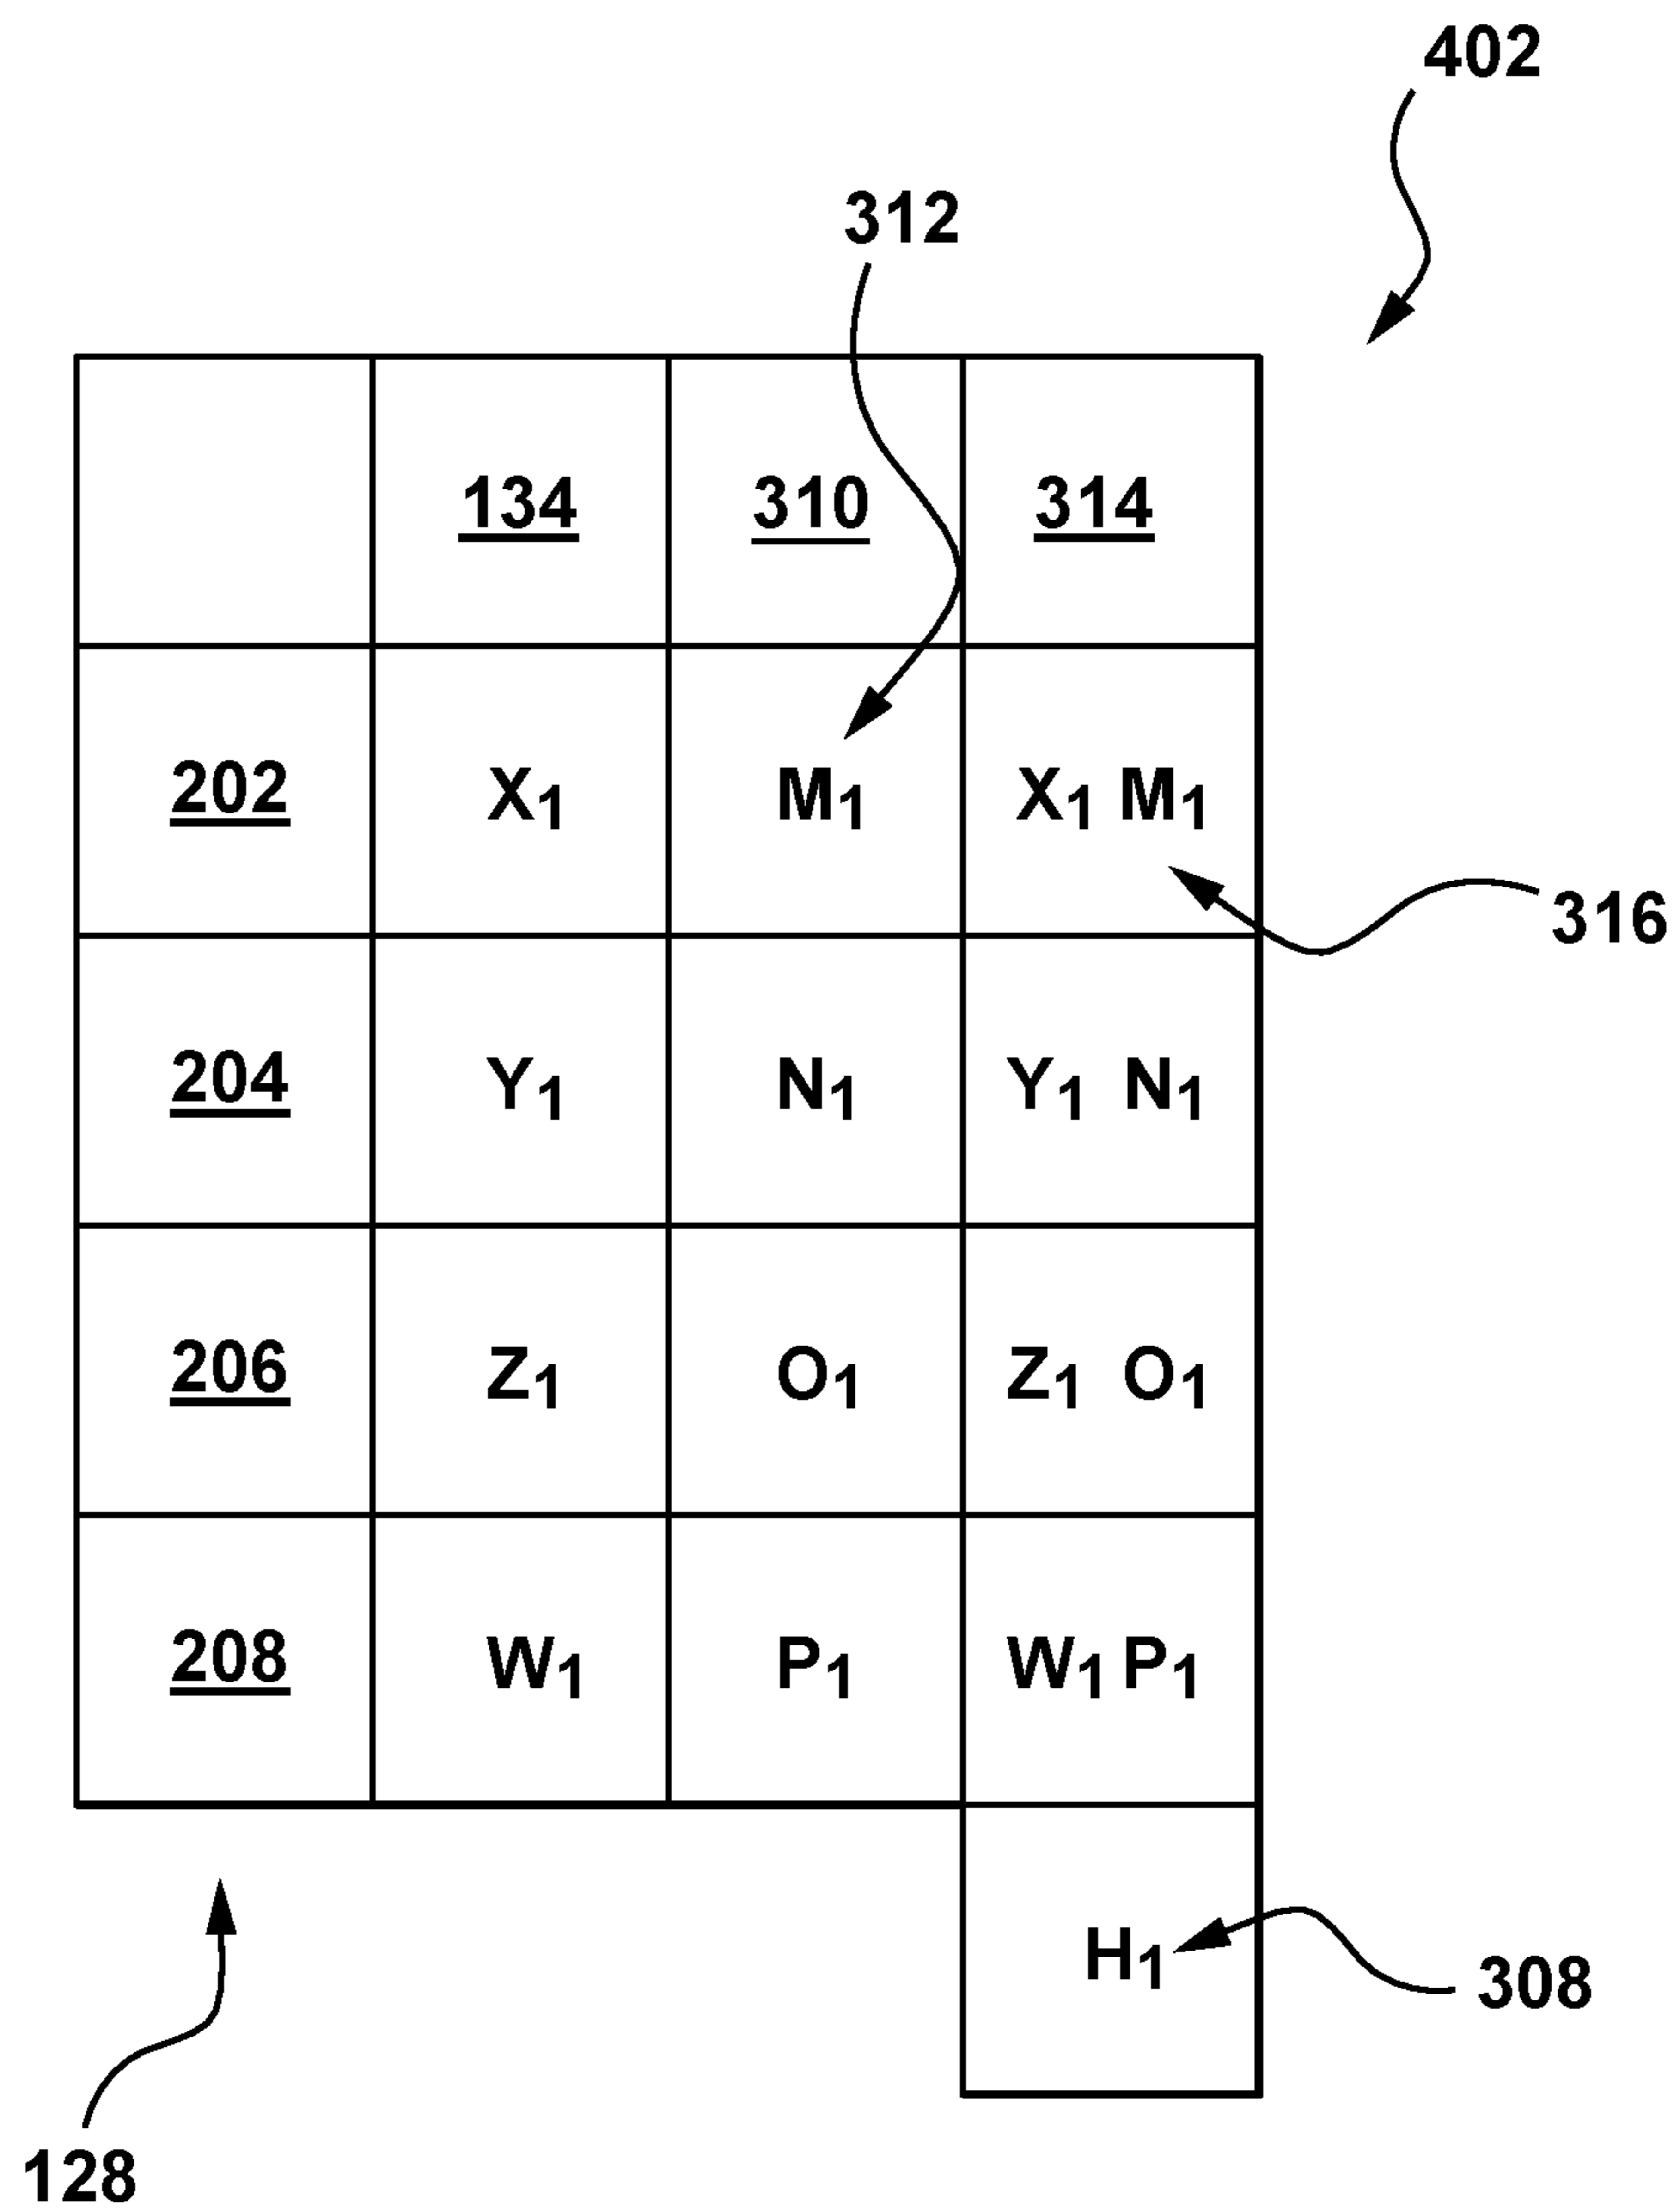 402
312
134 310 314
202 X₁ M₁ X₁ M₁
316
204 Y₁ N₁ Y₁ N₁
206 Z₁ O₁ Z₁ O₁
208 W₁ P₁ W₁ P₁
H₁ 308
128